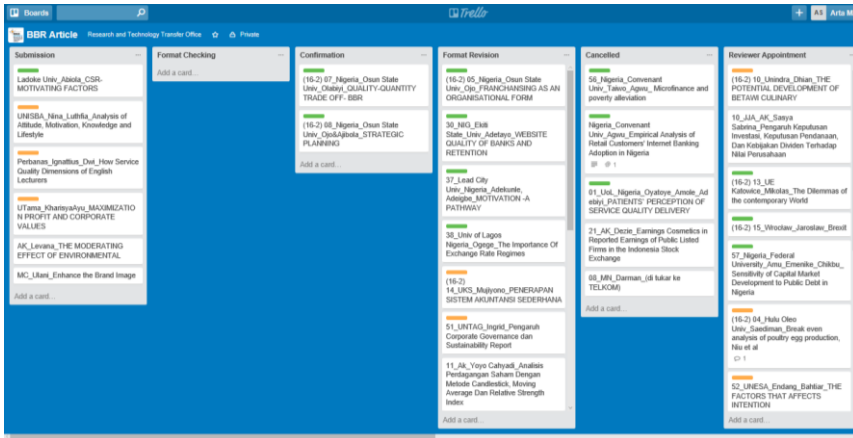 Boards
Trello
+
AS
Arts M
BBR Article
Research and Technology Transfer Office
Private
Submission
...
Ladoke Univ_Abiola_CSR-
MOTIVATING FACTORS
UNISBA_Nina_Luthfia_Analysis of
Attitude, Motivation, Knowledge and
Lifestyle
Perbanas_Ignatius_Dwi_How Service
Quality Dimensions of English
Lecturers
UTama_KharisyaAyu_MAXIMIZATIO
N PROFIT AND CORPORATE
VALUES
AK_Levana_THE MODERATING
EFFECT OF ENVIRONMENTAL
MC_Uliani_Enhance the Brand Image
Add a card...
Format Checking
...
Add a card...
Confirmation
...
(16-2) 07_Nigeria_Osun State
Univ_Olabiyi_QUALITY-QUANTITY
TRADE OFF- BBR
(16-2) 08_Nigeria_Osun State
Univ_Ojo&Ajibola_STRATEGIC
PLANNING
Add a card...
Format Revision
...
(16-2) 05_Nigeria_Osun State
Univ_Ojo_FRANCHANSING AS AN
ORGANISATIONAL FORM
30_NIG_Ekiti
State_Univ_Adetayo_WEBSITE
QUALITY OF BANKS AND
RETENTION
37_Lead City
Univ_Nigeria_Adekunle,
Adeigbe_MOTIVATION -A
PATHWAY
38_Univ of Lagos
Nigeria_Ogege_The Importance Of
Exchange Rate Regimes
(16-2)
14_UKS_Mujiyono_PENERAPAN
SISTEM AKUNTANSI SEDERHANA
51_UNTAG_Ingrid_Pengaruh
Corporate Governance dan
Sustainability Report
11_Ak_Yoyo Cahyadi_Analisis
Perdagangan Saham Dengan
Metode Candlestick, Moving
Average Dan Relative Strength
Index
Add a card...
Cancelled
...
56_Nigeria_Convenant
Univ_Taiwo_Agwu_ Microfinance and
poverty alleviation
Nigeria_Convenant
Univ_Agwu_Empirical Analysis of
Retail Customers' Internet Banking
Adoption in Nigeria
1
01_UoL_Nigeria_Oyatoye_Amole_Ad
ebiyi_PATIENTS' PERCEPTION OF
SERVICE QUALITY DELIVERY
21_AK_Dezie_Earnings Cosmetics in
Reported Earnings of Public Listed
Firms in the Indonesia Stock
Exchange
08_MN_Darman_(di tukar ke
TELKOM)
Add a card...
Reviewer Appointment
...
(16-2) 10_Unindra_Dhian_THE
POTENTIAL DEVELOPMENT OF
BETAWI CULINARY
10_JJA_AK_Sasya
Sabrina_Pengaruh Keputusan
Investasi, Keputusan Pendanaan,
Dan Kebijakan Dividen Terhadap
Nilai Perusahaan
(16-2) 13_UE
Katowice_Mikolas_The Dilemmas of
the contemporary World
(16-2) 15_Wroclaw_Jaroslaw_Brexit
57_Nigeria_Federal
University_Amu_Emenike_Chikbu_
Sensitivity of Capital Market
Development to Public Debt in
Nigeria
(16-2) 04_Hulu Oleo
Univ_Saediman_Break even
analysis of poultry egg production,
Niu et al
1
52_UNESA_Endang_Bahtiar_THE
FACTORS THAT AFFECTS
INTENTION
Add a card...